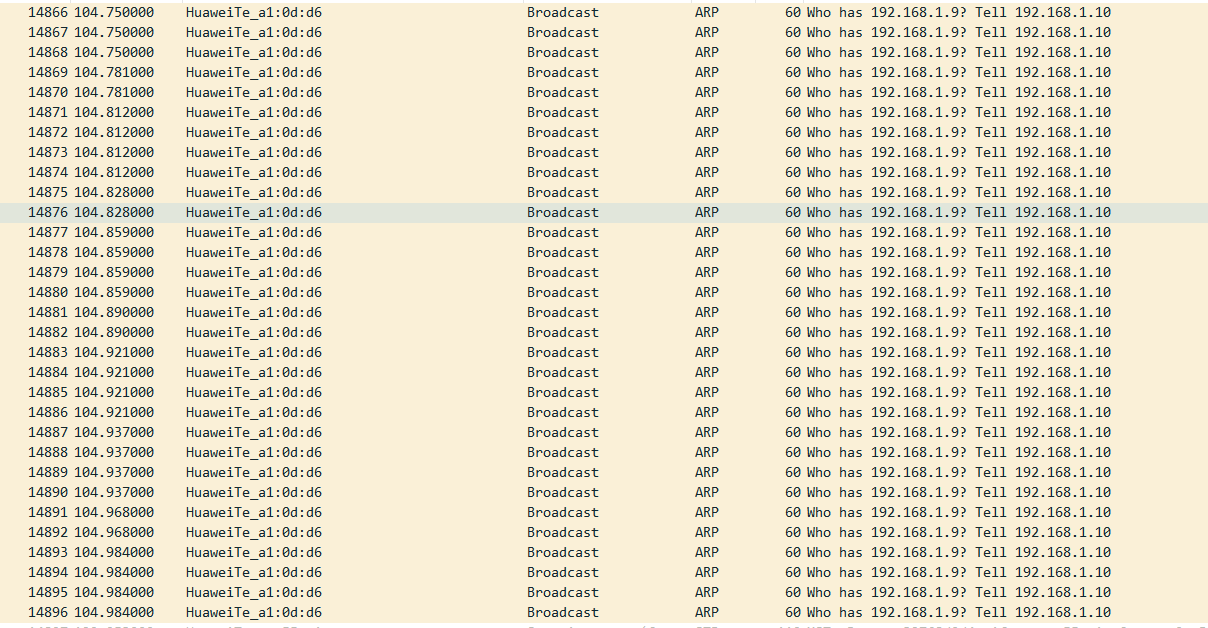 14866 104.750000 HuaweiTe_a1:0d:d6 Broadcast ARP 60 Who has 192.168.1.9? Tell 192.168.1.10
14867 104.750000 HuaweiTe_a1:0d:d6 Broadcast ARP 60 Who has 192.168.1.9? Tell 192.168.1.10
14868 104.750000 HuaweiTe_a1:0d:d6 Broadcast ARP 60 Who has 192.168.1.9? Tell 192.168.1.10
14869 104.781000 HuaweiTe_a1:0d:d6 Broadcast ARP 60 Who has 192.168.1.9? Tell 192.168.1.10
14870 104.781000 HuaweiTe_a1:0d:d6 Broadcast ARP 60 Who has 192.168.1.9? Tell 192.168.1.10
14871 104.812000 HuaweiTe_a1:0d:d6 Broadcast ARP 60 Who has 192.168.1.9? Tell 192.168.1.10
14872 104.812000 HuaweiTe_a1:0d:d6 Broadcast ARP 60 Who has 192.168.1.9? Tell 192.168.1.10
14873 104.812000 HuaweiTe_a1:0d:d6 Broadcast ARP 60 Who has 192.168.1.9? Tell 192.168.1.10
14874 104.812000 HuaweiTe_a1:0d:d6 Broadcast ARP 60 Who has 192.168.1.9? Tell 192.168.1.10
14875 104.828000 HuaweiTe_a1:0d:d6 Broadcast ARP 60 Who has 192.168.1.9? Tell 192.168.1.10
14876 104.828000 HuaweiTe_a1:0d:d6 Broadcast ARP 60 Who has 192.168.1.9? Tell 192.168.1.10
14877 104.859000 HuaweiTe_a1:0d:d6 Broadcast ARP 60 Who has 192.168.1.9? Tell 192.168.1.10
14878 104.859000 HuaweiTe_a1:0d:d6 Broadcast ARP 60 Who has 192.168.1.9? Tell 192.168.1.10
14879 104.859000 HuaweiTe_a1:0d:d6 Broadcast ARP 60 Who has 192.168.1.9? Tell 192.168.1.10
14880 104.859000 HuaweiTe_a1:0d:d6 Broadcast ARP 60 Who has 192.168.1.9? Tell 192.168.1.10
14881 104.890000 HuaweiTe_a1:0d:d6 Broadcast ARP 60 Who has 192.168.1.9? Tell 192.168.1.10
14882 104.890000 HuaweiTe_a1:0d:d6 Broadcast ARP 60 Who has 192.168.1.9? Tell 192.168.1.10
14883 104.921000 HuaweiTe_a1:0d:d6 Broadcast ARP 60 Who has 192.168.1.9? Tell 192.168.1.10
14884 104.921000 HuaweiTe_a1:0d:d6 Broadcast ARP 60 Who has 192.168.1.9? Tell 192.168.1.10
14885 104.921000 HuaweiTe_a1:0d:d6 Broadcast ARP 60 Who has 192.168.1.9? Tell 192.168.1.10
14886 104.921000 HuaweiTe_a1:0d:d6 Broadcast ARP 60 Who has 192.168.1.9? Tell 192.168.1.10
14887 104.937000 HuaweiTe_a1:0d:d6 Broadcast ARP 60 Who has 192.168.1.9? Tell 192.168.1.10
14888 104.937000 HuaweiTe_a1:0d:d6 Broadcast ARP 60 Who has 192.168.1.9? Tell 192.168.1.10
14889 104.937000 HuaweiTe_a1:0d:d6 Broadcast ARP 60 Who has 192.168.1.9? Tell 192.168.1.10
14890 104.937000 HuaweiTe_a1:0d:d6 Broadcast ARP 60 Who has 192.168.1.9? Tell 192.168.1.10
14891 104.968000 HuaweiTe_a1:0d:d6 Broadcast ARP 60 Who has 192.168.1.9? Tell 192.168.1.10
14892 104.968000 HuaweiTe_a1:0d:d6 Broadcast ARP 60 Who has 192.168.1.9? Tell 192.168.1.10
14893 104.984000 HuaweiTe_a1:0d:d6 Broadcast ARP 60 Who has 192.168.1.9? Tell 192.168.1.10
14894 104.984000 HuaweiTe_a1:0d:d6 Broadcast ARP 60 Who has 192.168.1.9? Tell 192.168.1.10
14895 104.984000 HuaweiTe_a1:0d:d6 Broadcast ARP 60 Who has 192.168.1.9? Tell 192.168.1.10
14896 104.984000 HuaweiTe_a1:0d:d6 Broadcast ARP 60 Who has 192.168.1.9? Tell 192.168.1.10